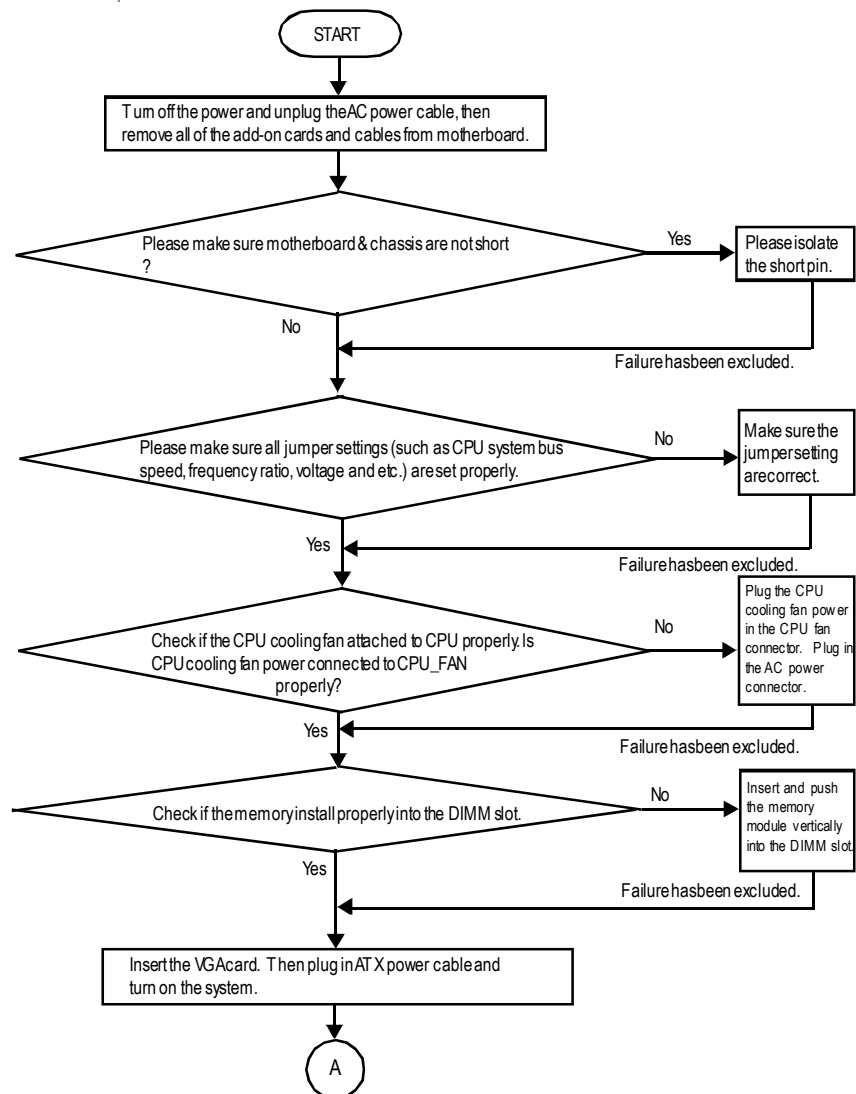 START
Turn off the power and unplug the AC power cable, then
remove all of the add-on cards and cables from motherboard.
Please make sure motherboard & chassis are not short
?
Yes
Please isolate
the short pin.
No
Failure has been excluded.
Please make sure all jumper settings (such as CPU system bus
speed, frequency ratio, voltage and etc.) are set properly.
No
Make sure the
jumper setting
are correct.
Yes
Failure has been excluded.
Check if the CPU cooling fan attached to CPU properly. Is
CPU cooling fan power connected to CPU_FAN
properly?
No
Plug the CPU
cooling fan power
in the CPU fan
connector. Plug in
the AC power
connector.
Yes
Failure has been excluded.
Check if the memory install properly into the DIMM slot.
No
Insert and push
the memory
module vertically
into the DIMM slot.
Yes
Failure has been excluded.
Insert the VGA card. Then plug in ATX power cable and
turn on the system.
A